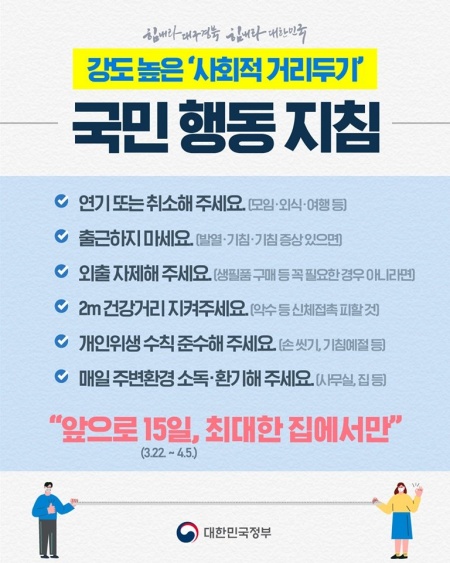 힘내라 대구경북 힘내라 대한민국
강도 높은 ‘사회적 거리두기’
국민 행동 지침
연기 또는 취소해 주세요. (모임·외식·여행 등)
출근하지 마세요. (발열·기침·기침 증상 있으면)
외출 자제해 주세요. (생필품 구매 등 꼭 필요한 경우 아니라면)
2m 건강거리 지켜주세요. (악수 등 신체접촉 피할 것)
개인위생 수칙 준수해 주세요. (손 씻기, 기침예절 등)
매일 주변환경 소독·환기해 주세요. (사무실, 집 등)
“앞으로 15일, 최대한 집에서만”
(3.22. ~ 4.5.)
대한민국정부